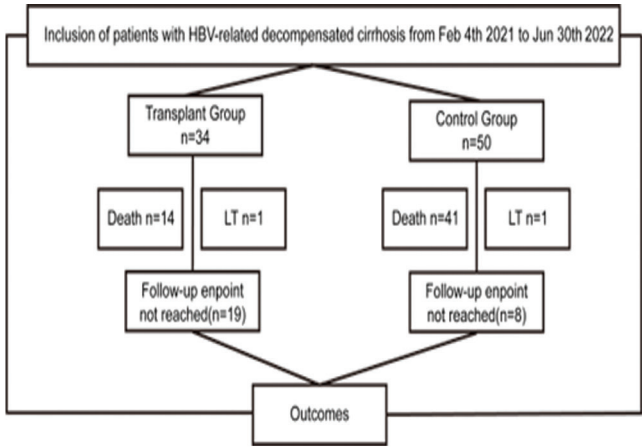 Inclusion of patients with HBV-related decompensated cirrhosis from Feb 4th 2021 to Jun 30th 2022
Transplant Group
n=34
Control Group
n=50
Death n=14
LT n=1
Death n=41
LT n=1
Follow-up enpoint
not reached(n=19)
Follow-up enpoint
not reached(n=8)
Outcomes